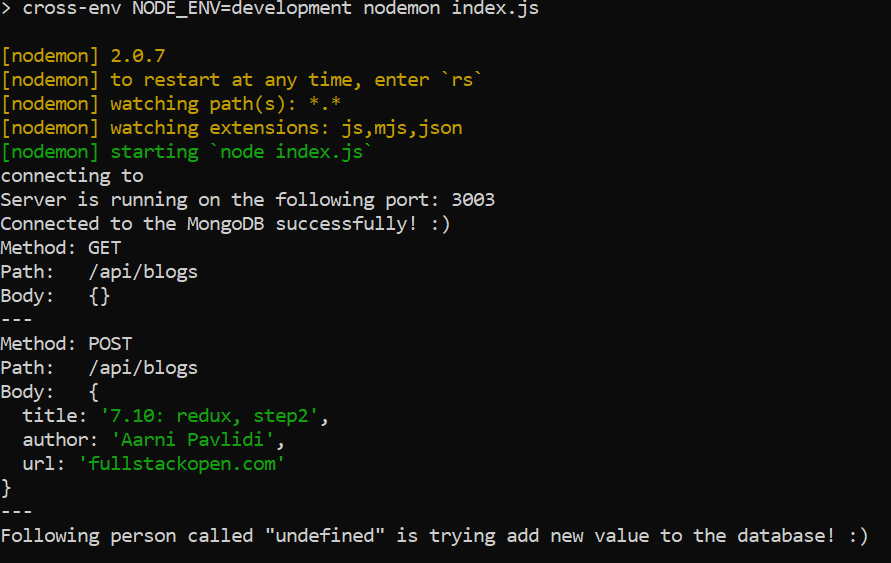 > cross-env NODE_ENV=development nodemon index.js
[nodemon] 2.0.7
[nodemon] to restart at any time, enter `rs`
[nodemon] watching path(s): *.*
[nodemon] watching extensions: js,mjs,json
[nodemon] starting `node index.js`
connecting to
Server is running on the following port: 3003
Connected to the MongoDB successfully! :)
Method: GET
Path:   /api/blogs
Body:   {}
---
Method: POST
Path:   /api/blogs
Body:   {
  title: '7.10: redux, step2',
  author: 'Aarni Pavlidi',
  url: 'fullstackopen.com'
}
---
Following person called "undefined" is trying add new value to the database! :)